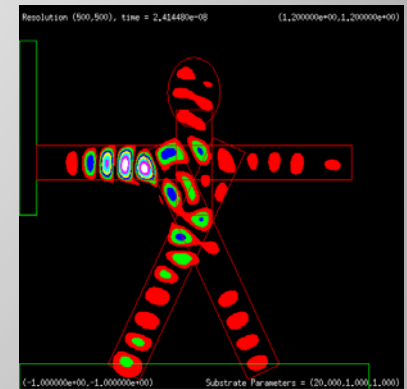 Resolution (500,500), time = 2.414480e-08 (1.200000e+00,1.200000e+00)
(-1.000000e+00,-1.000000e+00) Substrate Parameters = (20.000,1.000,1.000)